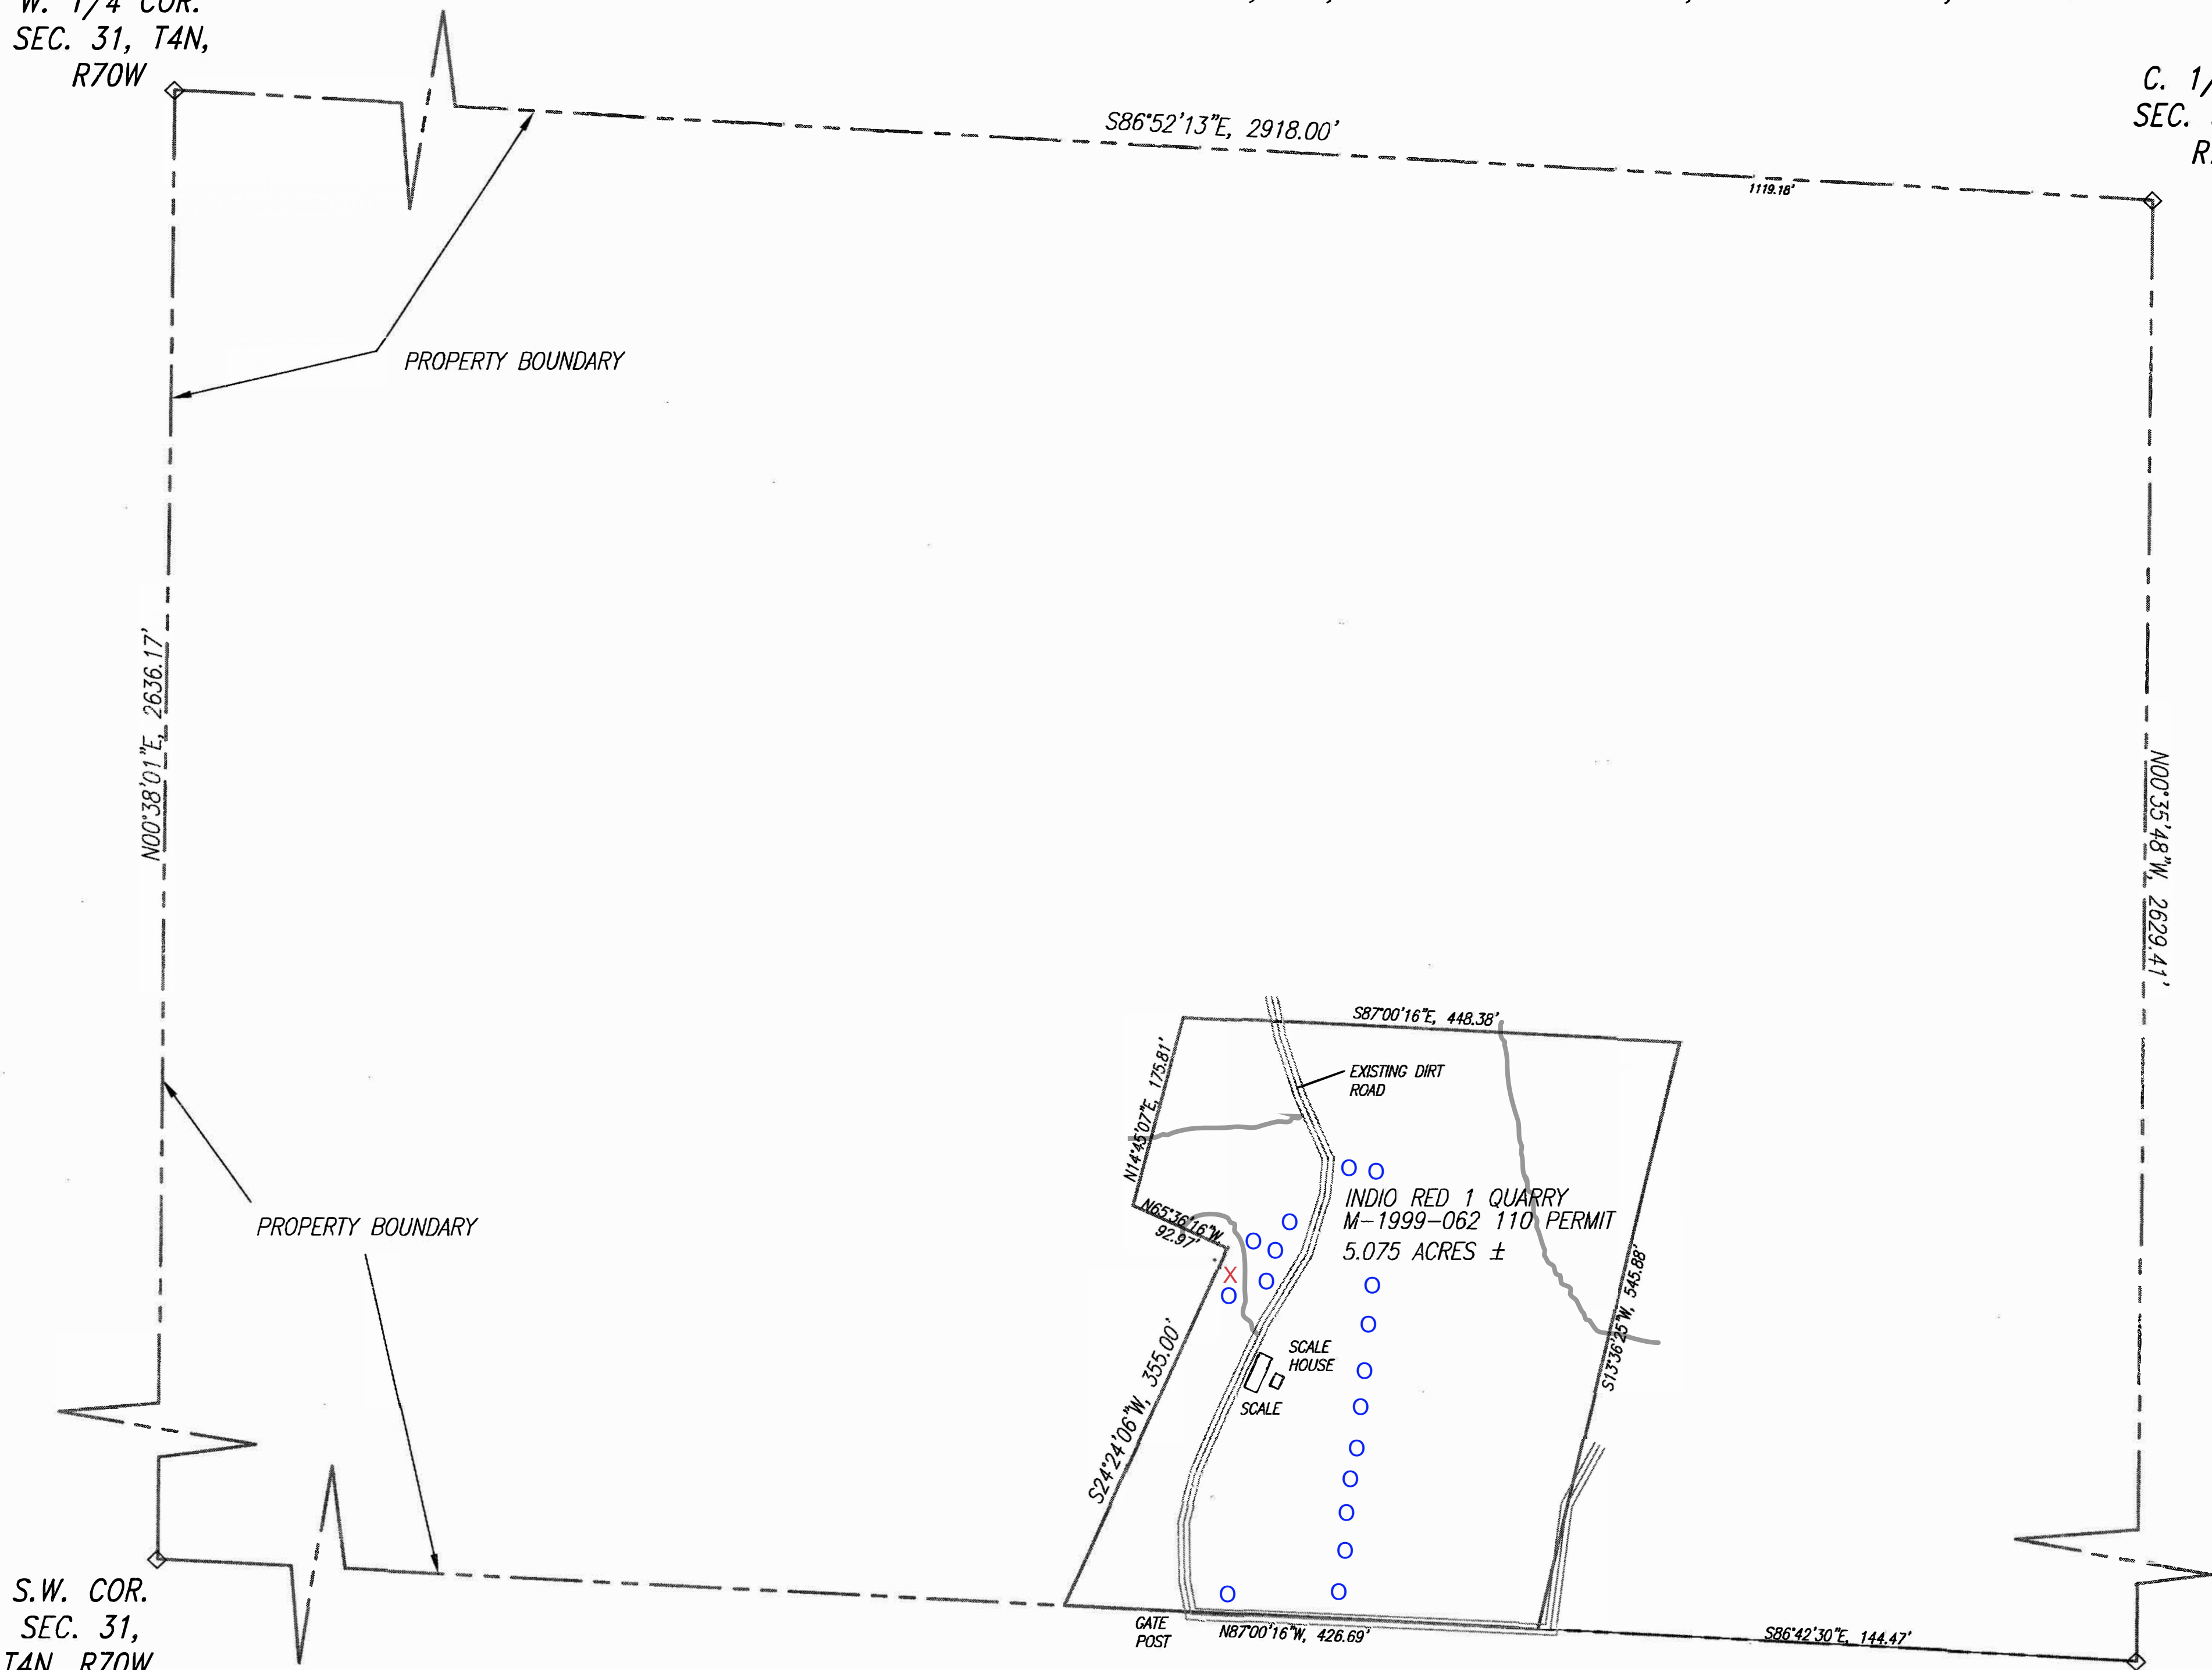 W. 1/4 COR.
SEC. 31, T4N,
R70W
C. 1/
SEC.
S86°52'13"E, 2918.00'
1119.18'
PROPERTY BOUNDARY
N00°38'01"E, 2636.17'
N00°35'48"W, 2629.41'
S87°00'16"E, 448.38'
N14°45'07"E, 175.81'
EXISTING DIRT
ROAD
N65°36'16"W,
92.97'
INDIO RED 1 QUARRY
M-1999-062 110 PERMIT
5.075 ACRES ±
PROPERTY BOUNDARY
X
S13°36'25"W, 545.88'
S24°24'06"W, 355.00'
SCALE
HOUSE
SCALE
S.W. COR.
SEC. 31,
T4N, R70W
GATE
POST
N87°00'16"W, 426.69'
S86°42'30"E, 144.47'